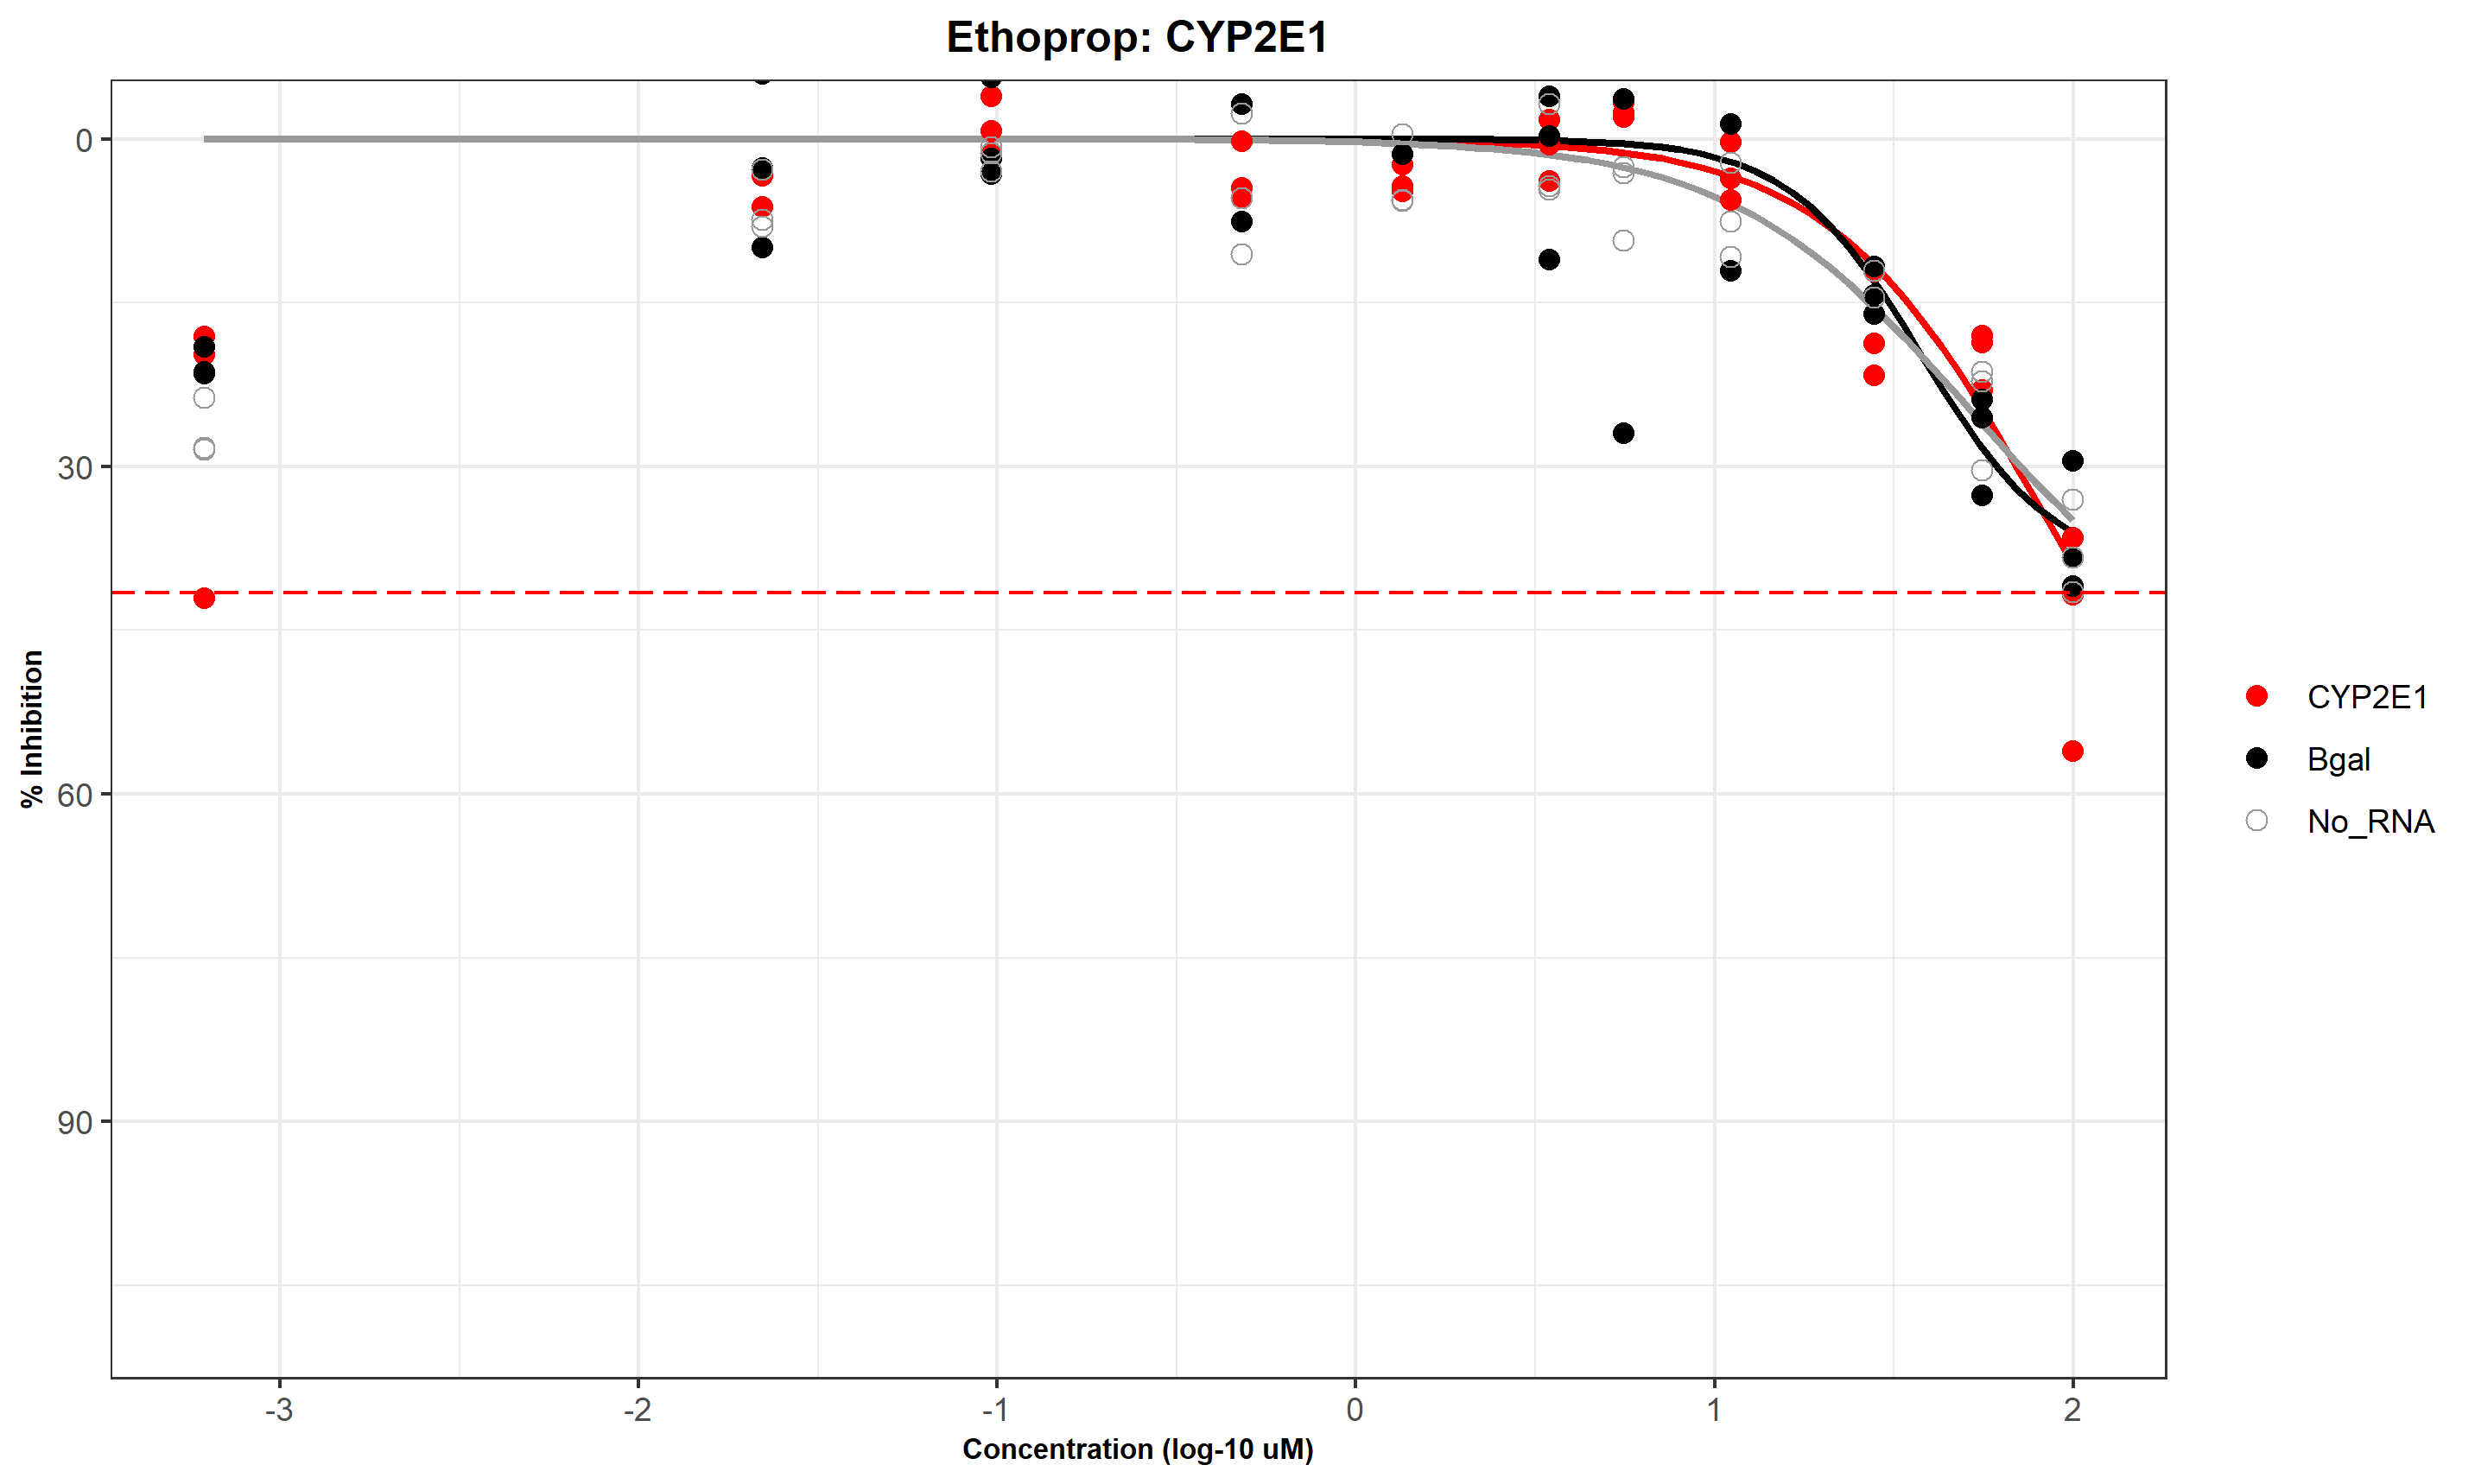 Ethoprop: CYP2E1
0
30
60
90
% Inhibition
-3
-2
-1
0
1
2
Concentration (log-10 uM)
CYP2E1
Bgal
No_RNA